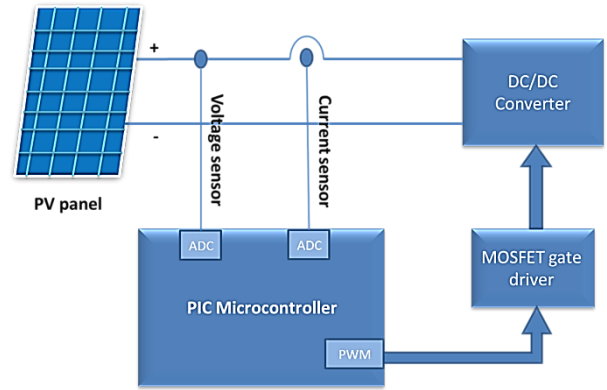 +
DC/DC
Converter
Voltage sensor
Current sensor
-
PV panel
ADC
ADC
MOSFET gate
driver
PIC Microcontroller
PWM